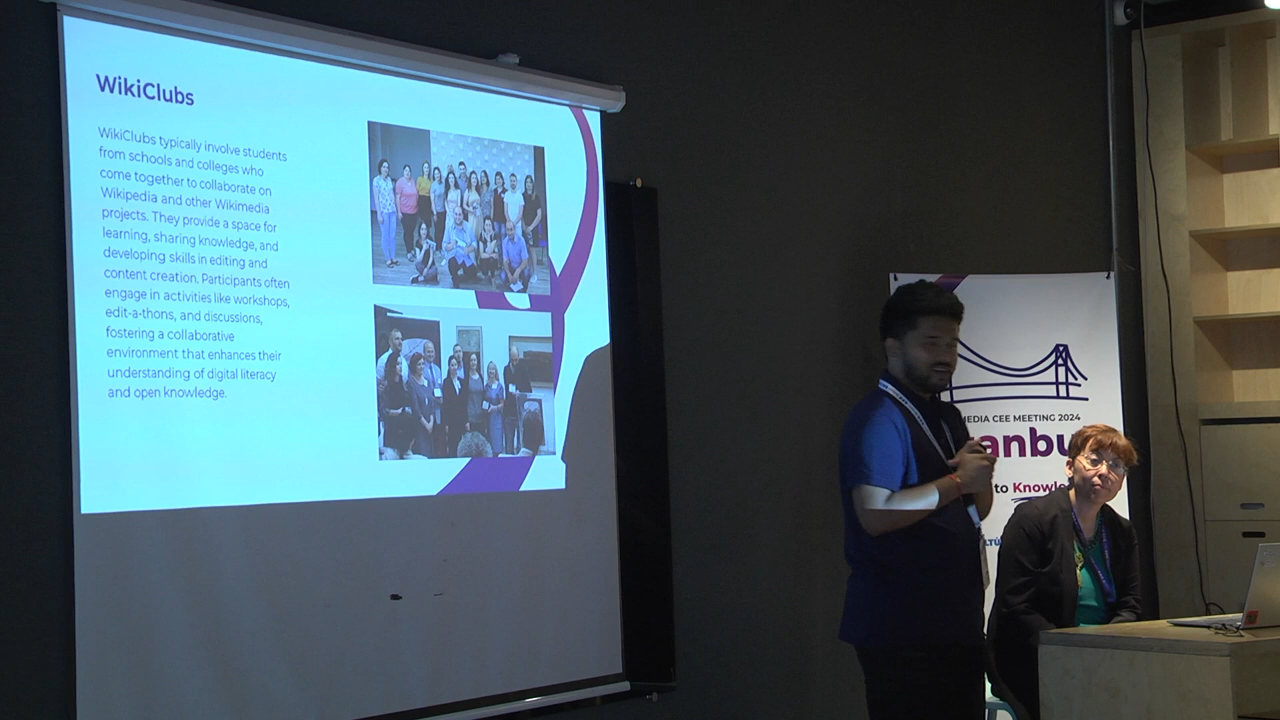 WikiClubs
WikiClubs typically involve students
from schools and colleges who
come together to collaborate on
Wikipedia and other Wikimedia
projects. They provide a space for
learning, sharing knowledge, and
developing skills in editing and
content creation. Participants often
engage in activities like workshops,
edit-a-thons, and discussions,
fostering a collaborative
environment that enhances their
understanding of digital literacy
and open knowledge.
MEDIA CEE MEETING 2024
anbu
to Knowle